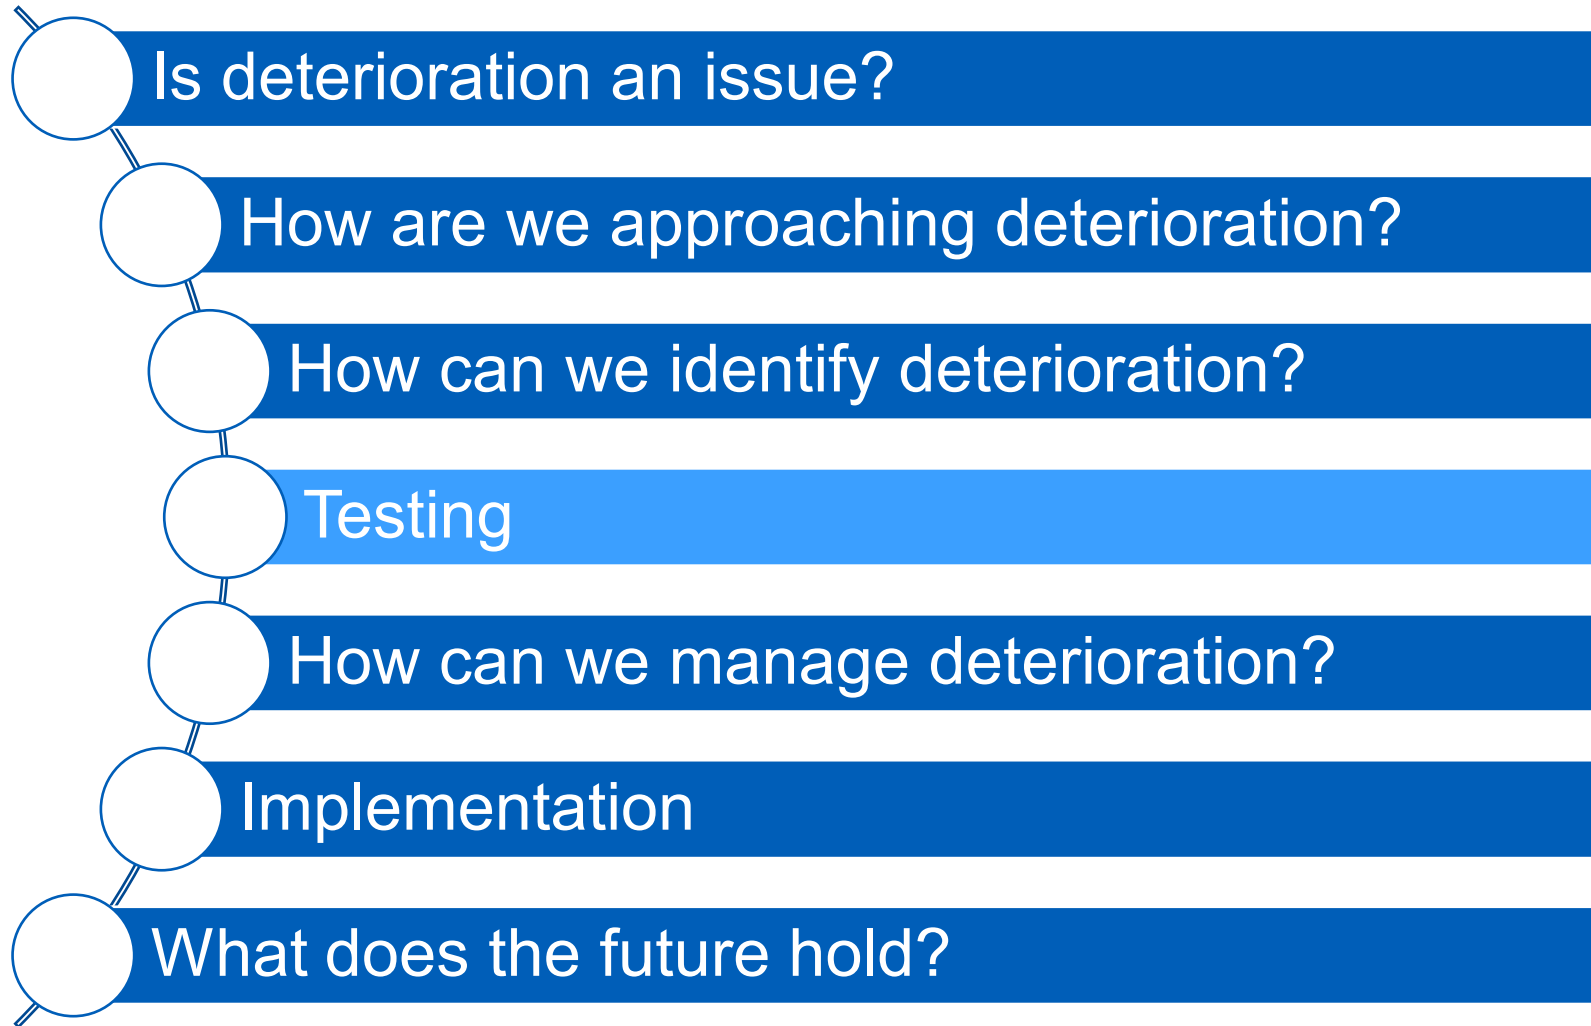 Is deterioration an issue?
How are we approaching deterioration?
How can we identify deterioration?
Testing
How can we manage deterioration?
Implementation
What does the future hold?